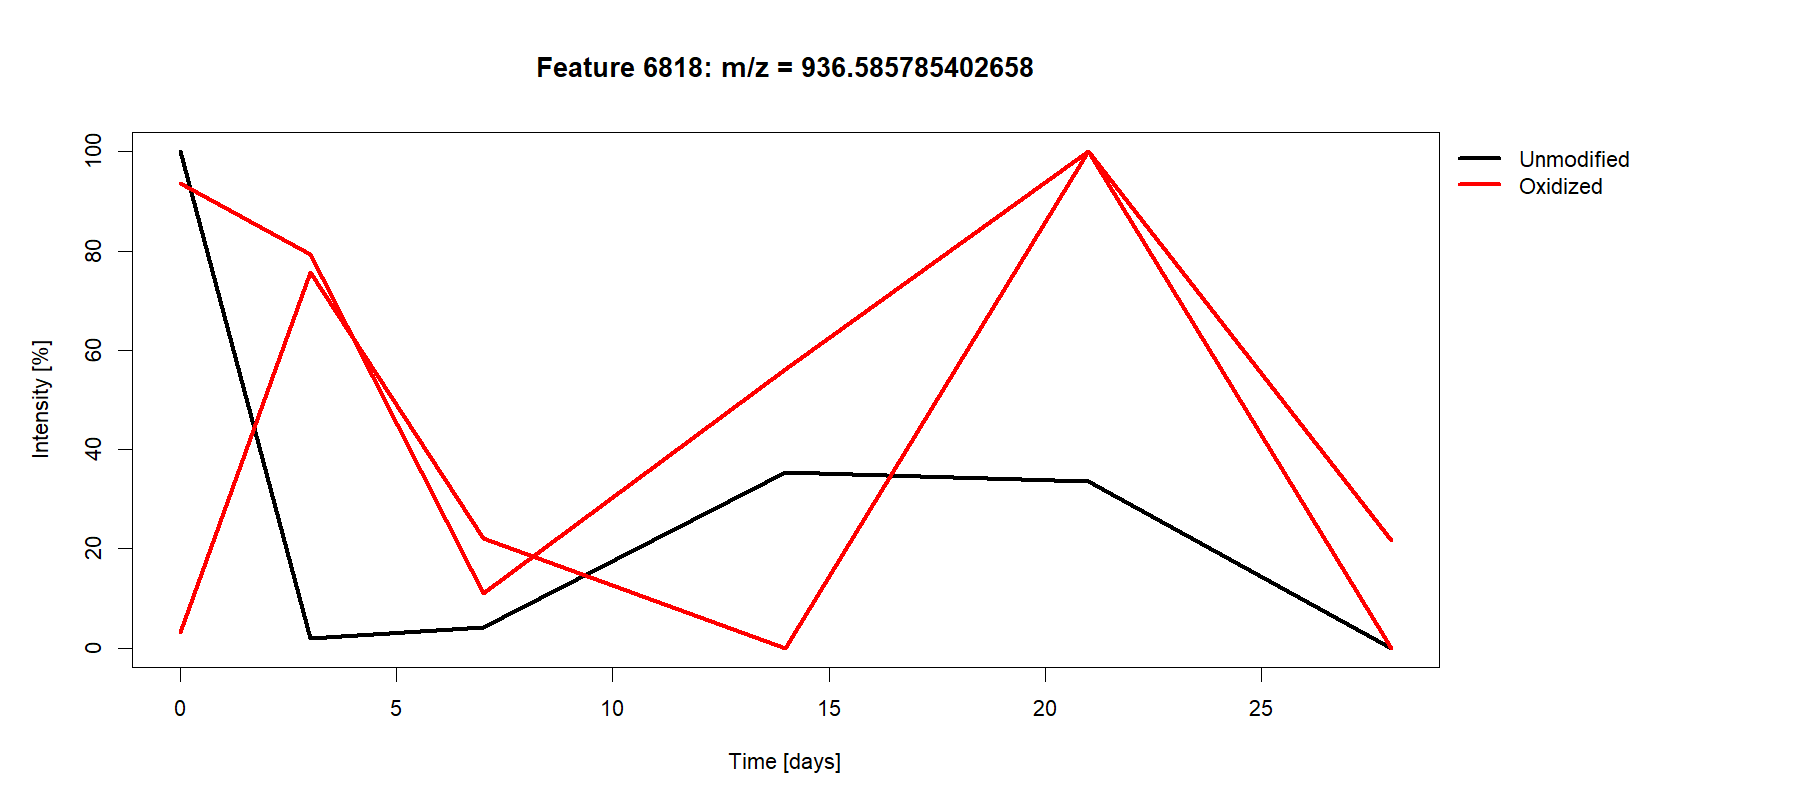 Feature 6818: m/z = 936.585785402658
Unmodified
Oxidized
Intensity [%]
100
80
60
40
20
0
0 5 10 15 20 25
Time [days]